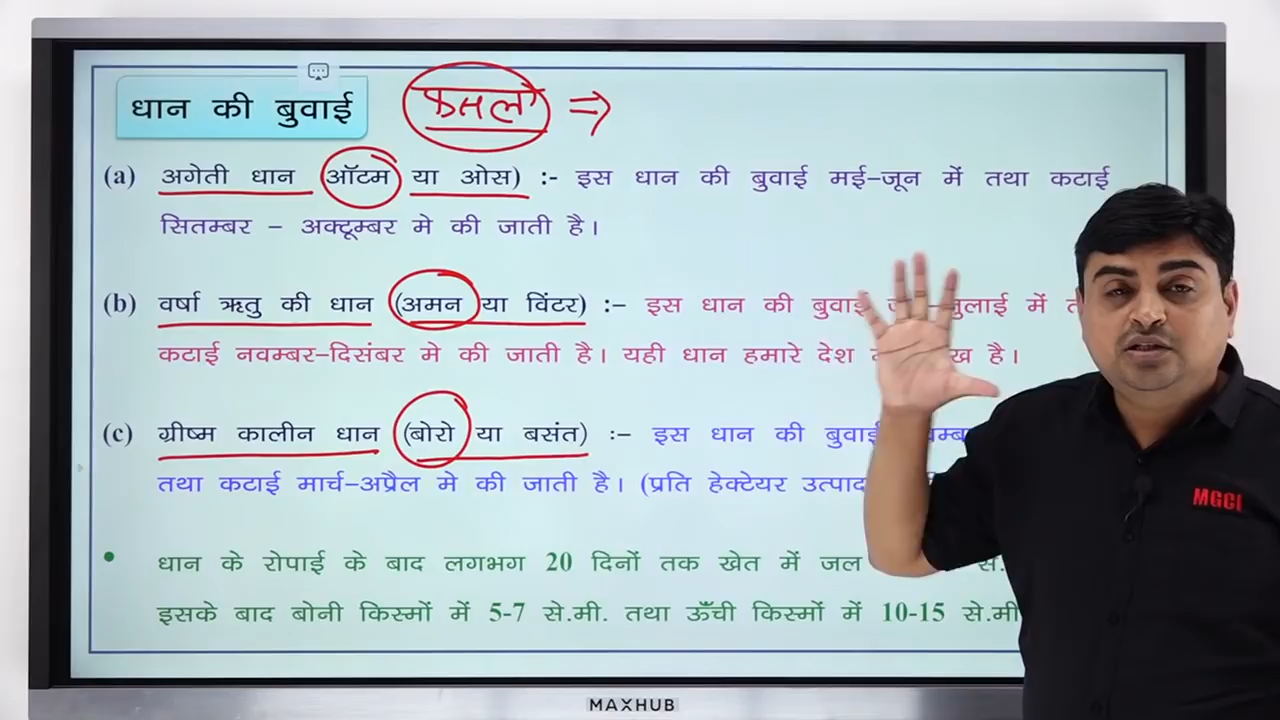 धान की बुवाई फसलों ⇒
(a) अगेती धान ऑटम या ओस) :- इस धान की बुवाई मई–जून में तथा कटाई
सितम्बर – अक्टूम्बर मे की जाती है।
(b) वर्षा ऋतु की धान (अमन या विंटर) :– इस धान की बुवाई जुलाई में
कटाई नवम्बर–दिसंबर मे की जाती है। यही धान हमारे देश है।
(c) ग्रीष्म कालीन धान (बोरो या बसंत) :– इस धान की बुवाई
तथा कटाई मार्च–अप्रैल मे की जाती है। (प्रति हेक्टेयर
• धान के रोपाई के बाद लगभग 20 दिनों तक खेत में जल
इसके बाद बोनी किस्मों में 5-7 से.मी. तथा ऊँची किस्मों में 10-15 से.मी
MGCI
MAXHUB